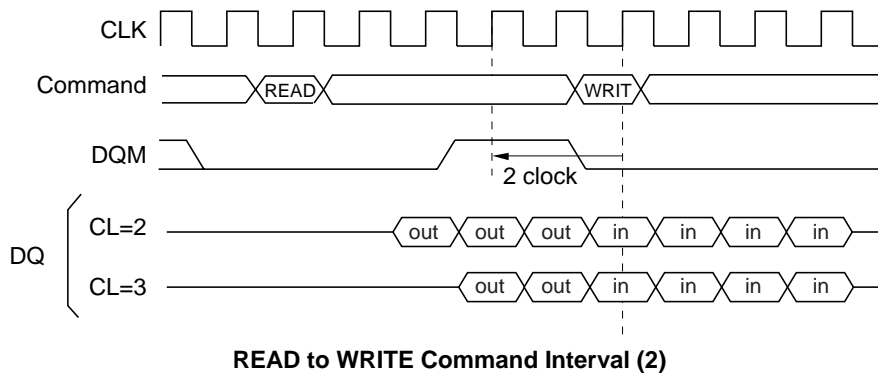 CLK
Command READ WRIT
DQM
2 clock
DQ
CL=2 out out out in in in in
CL=3 out out in in in in
READ to WRITE Command Interval (2)